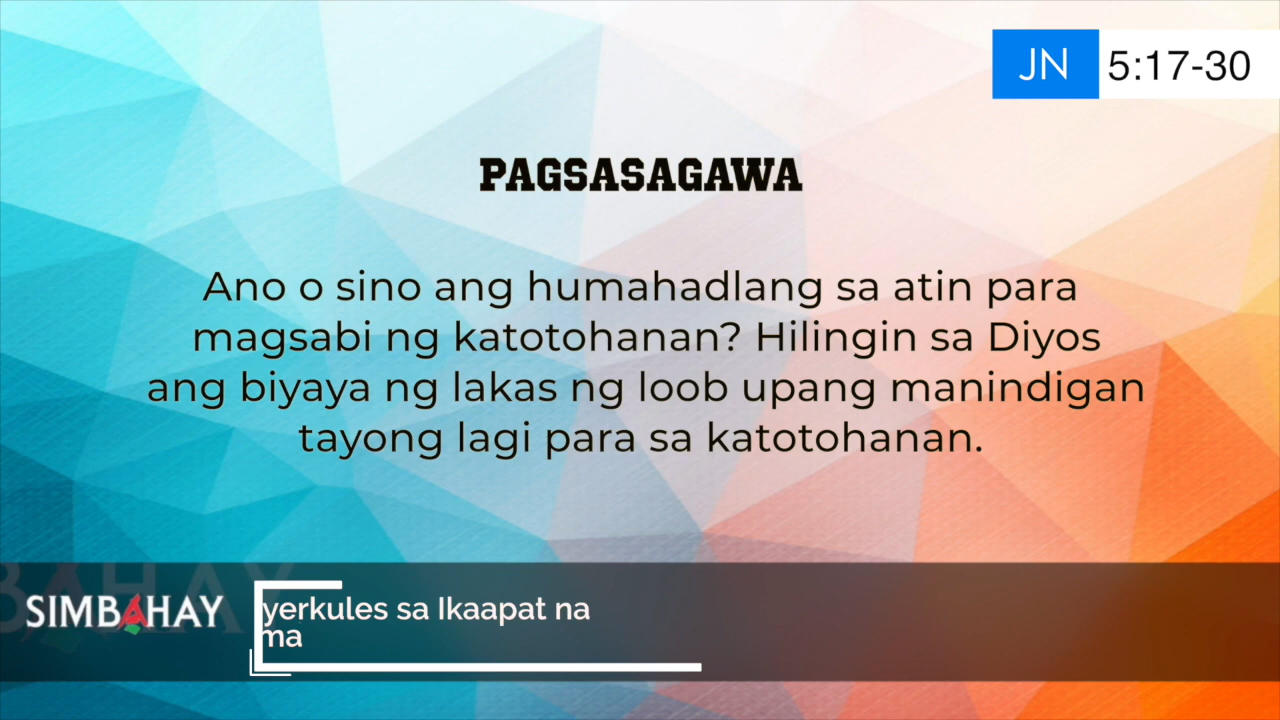 JN 5:17-30
PAGSASAGAWA
Ano o sino ang humahadlang sa atin para
magsabi ng katotohanan? Hilingin sa Diyos
ang biyaya ng lakas ng loob upang manindigan
tayong lagi para sa katotohanan.
SIMBAHAY
yerkules sa Ikaapat na
ma